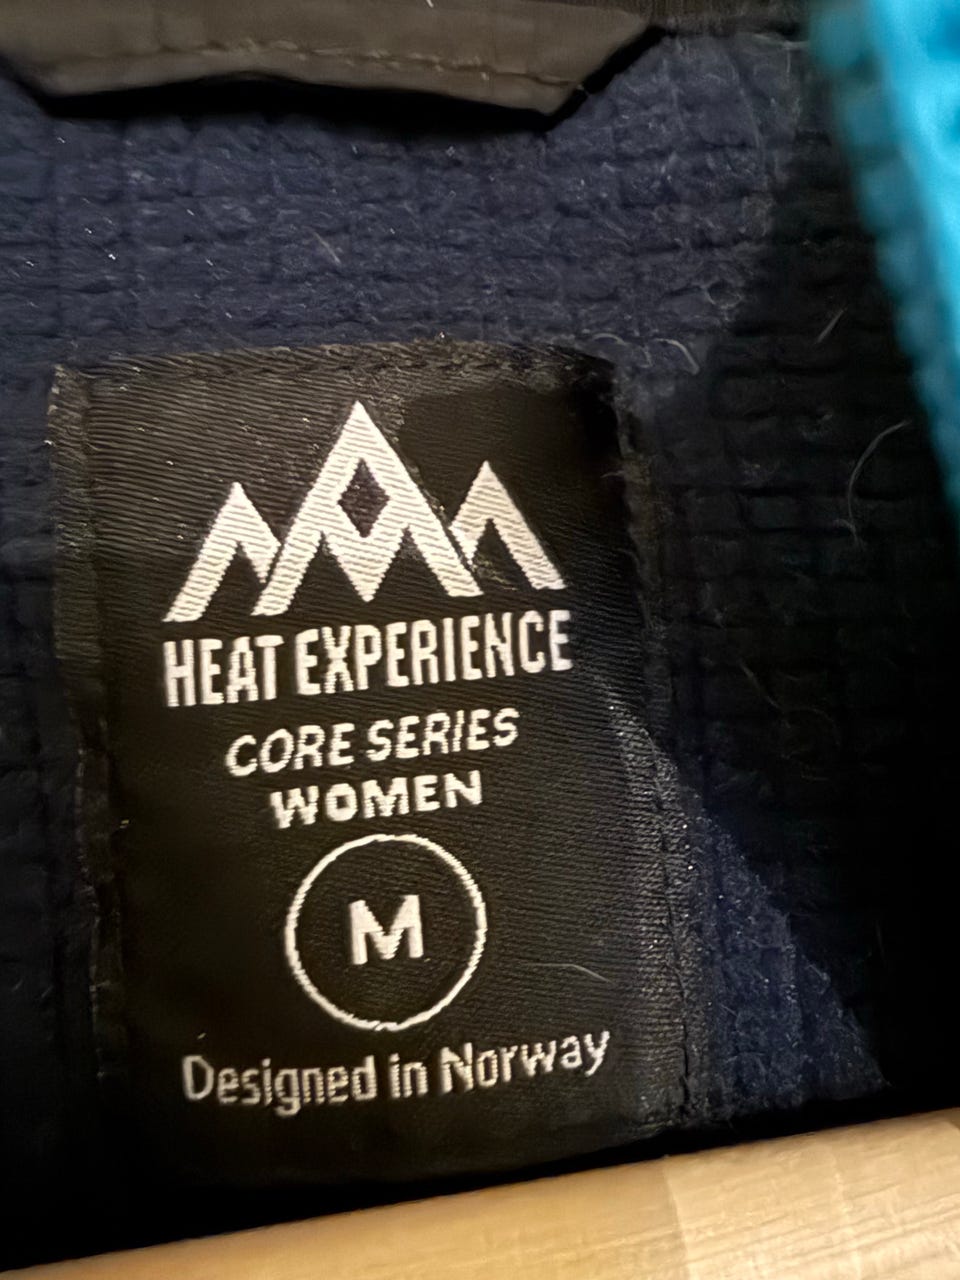 HEAT EXPERIENCE
CORE SERIES
WOMEN
M
Designed in Norway